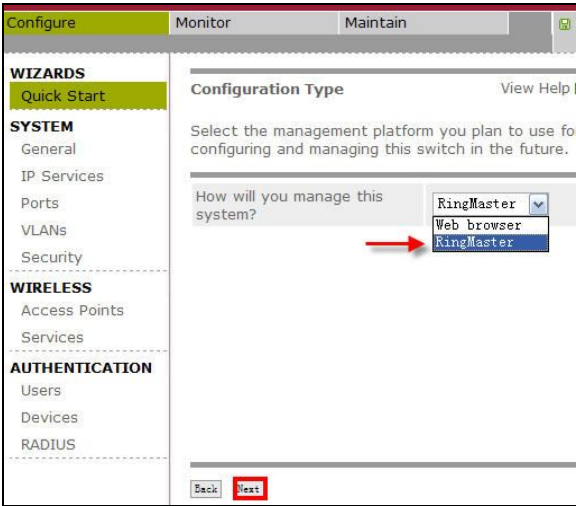 Configure Monitor Maintain
WIZARDS
Quick Start
SYSTEM
General
IP Services
Ports
VLANs
Security
WIRELESS
Access Points
Services
AUTHENTICATION
Users
Devices
RADIUS
Configuration Type View Help
Select the management platform you plan to use fo
configuring and managing this switch in the future.
How will you manage this
system?
RingMaster
Web browser
RingMaster
Back Next